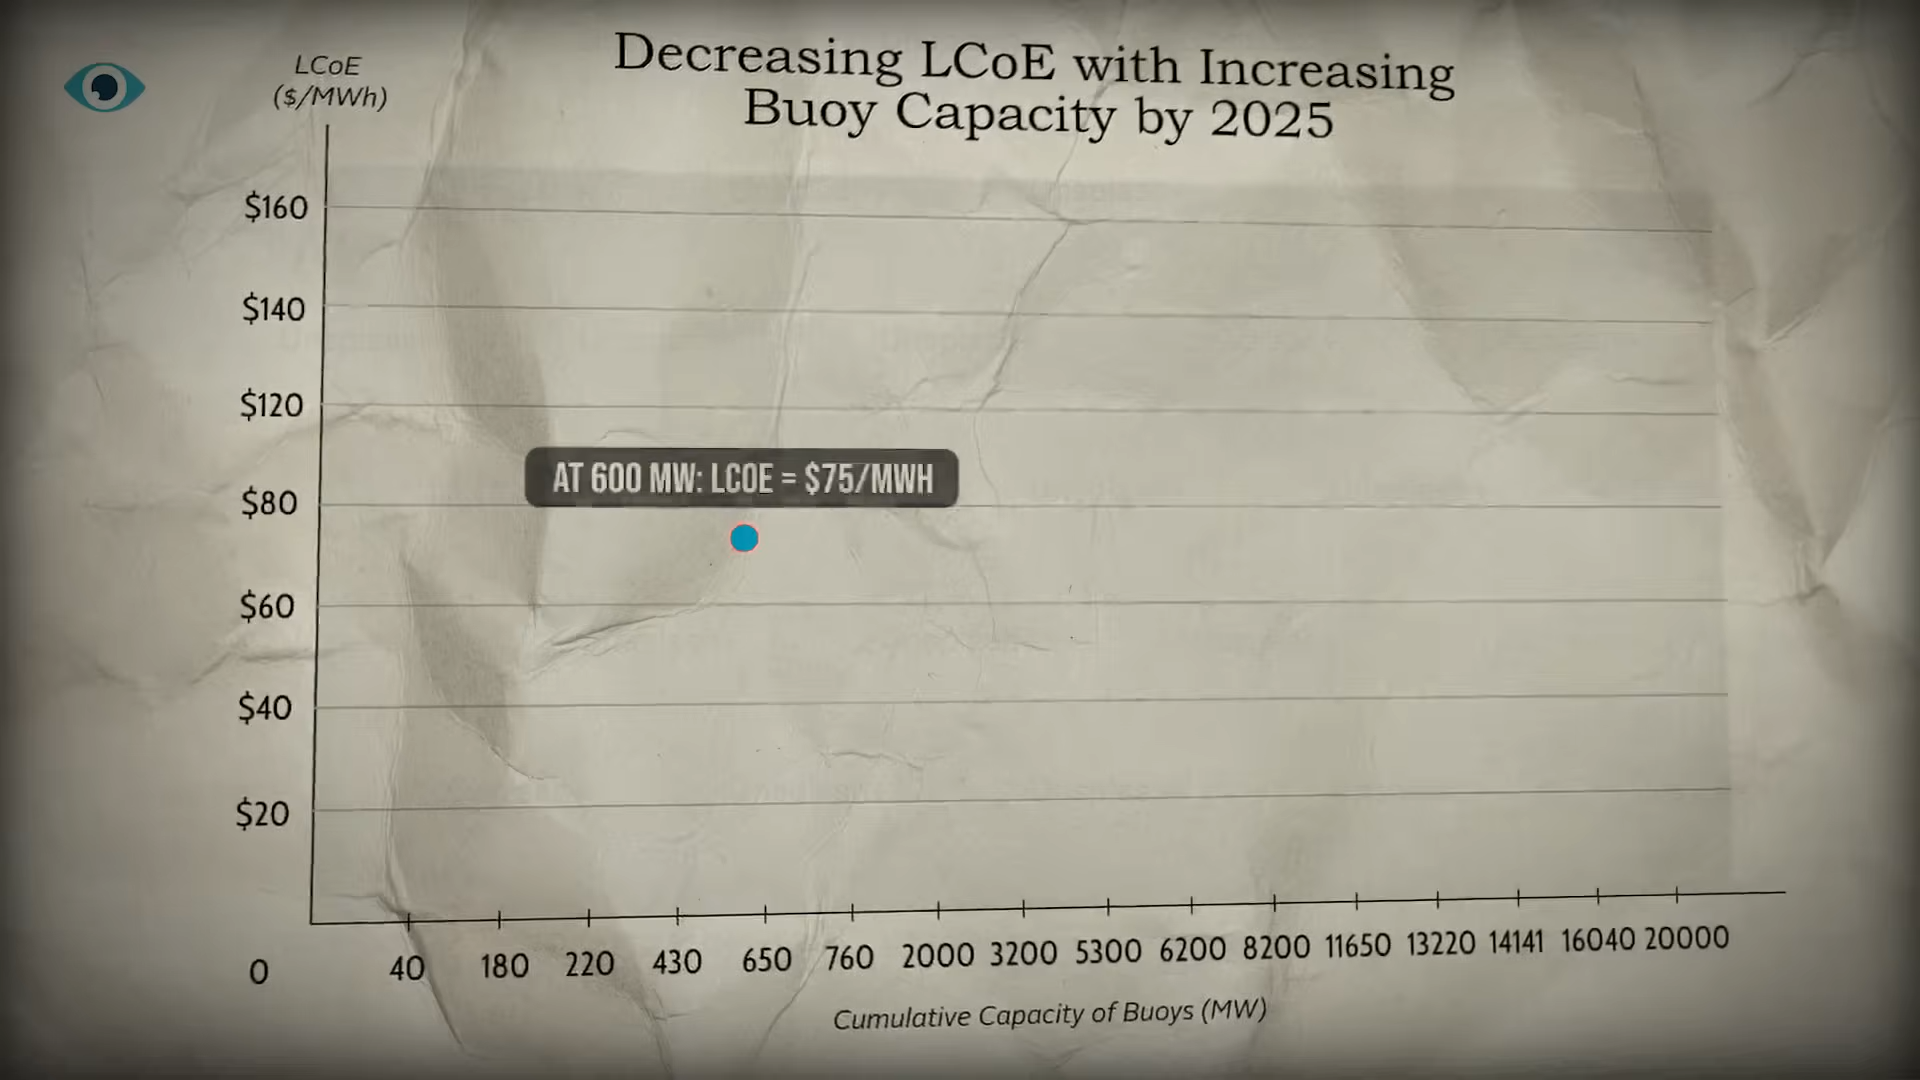 Decreasing LCoE with Increasing
Buoy Capacity by 2025
LCoE
($/MWh)
$160
$140
$120
AT 600 MW: LCOE = $75/MWH
$80
$60
$40
$20
0 40 180 220 430 650 760 2000 3200 5300 6200 8200 11650 13220 14141 16040 20000
Cumulative Capacity of Buoys (MW)